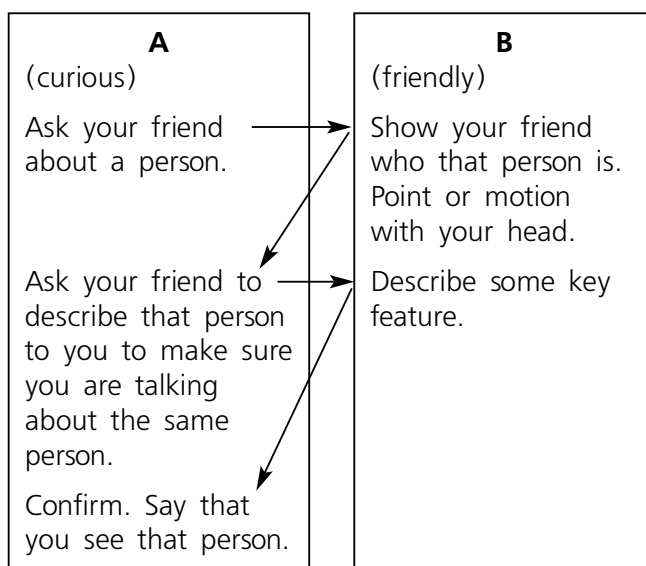 A
(curious)
Ask your friend
about a person.
Ask your friend to
describe that person
to you to make sure
you are talking
about the same
person.
Confirm. Say that
you see that person.
B
(friendly)
Show your friend
who that person is.
Point or motion
with your head.
Describe some key
feature.